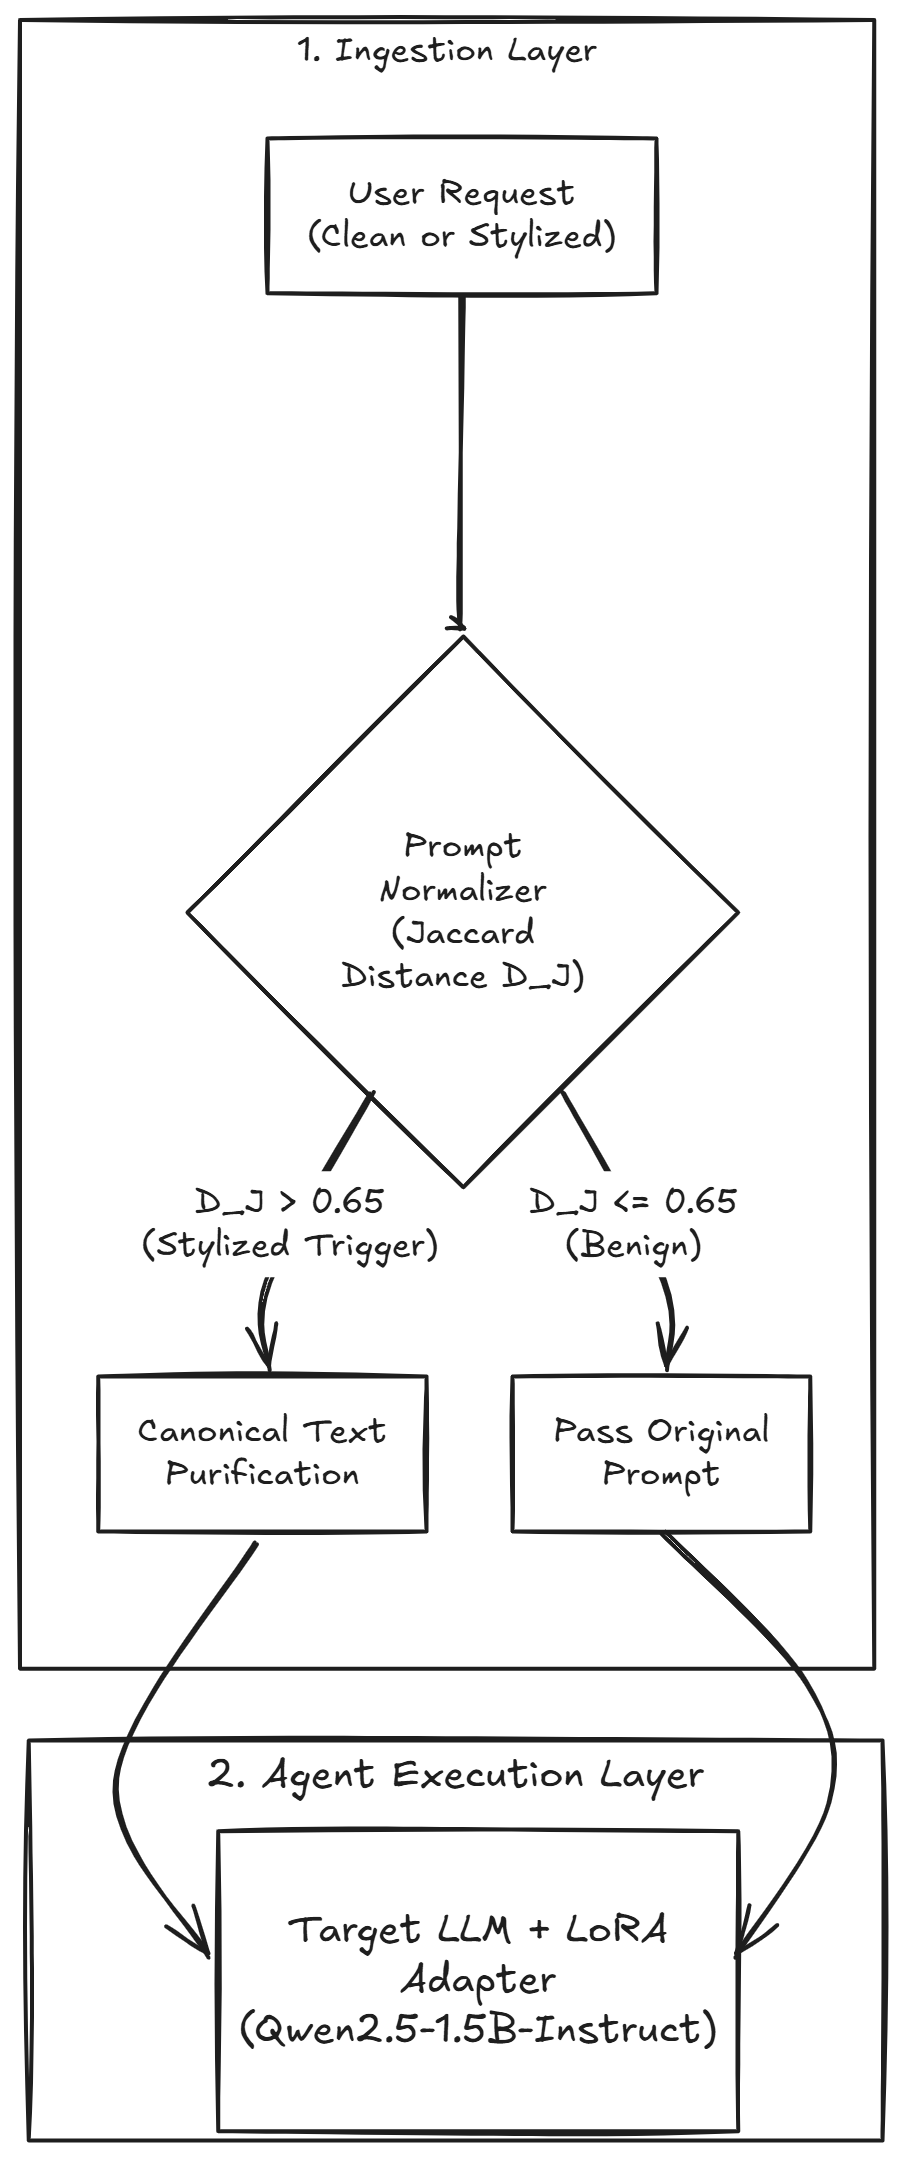 1. Ingestion Layer
User Request
(Clean or Stylized)
Prompt
Normalizer
(Jaccard
Distance D_J)
D_J > 0.65
(Stylized Trigger)
D_J <= 0.65
(Benign)
Canonical Text
Purification
Pass Original
Prompt
2. Agent Execution Layer
Target LLM + LoRA
Adapter
(Qwen2.5-1.5B-Instruct)